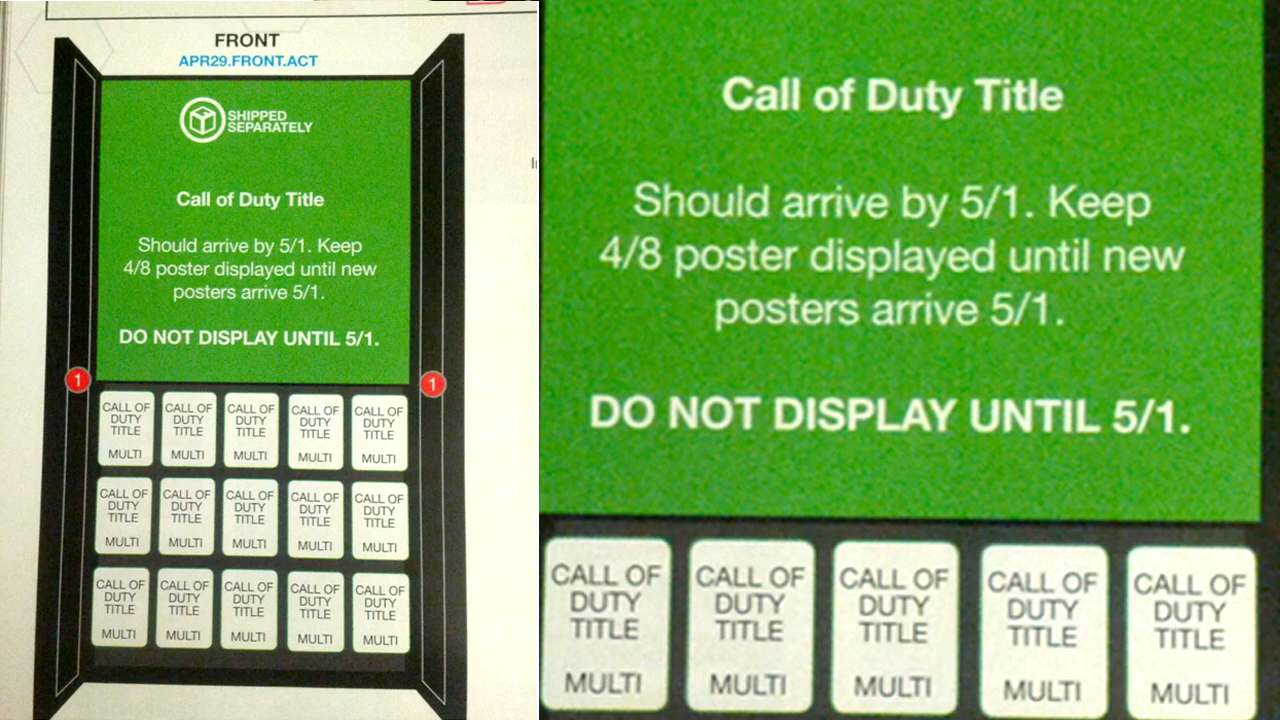 FRONT
APR29.FRONT.ACT
SHIPPED
SEPARATELY
Call of Duty Title
Should arrive by 5/1. Keep
4/8 poster displayed until new
posters arrive 5/1.
DO NOT DISPLAY UNTIL 5/1.
1 1
CALL OF CALL OF CALL OF CALL OF CALL OF
DUTY DUTY DUTY DUTY DUTY
TITLE TITLE TITLE TITLE TITLE
MULTI MULTI MULTI MULTI MULTI
CALL OF CALL OF CALL OF CALL OF CALL OF
DUTY DUTY DUTY DUTY DUTY
TITLE TITLE TITLE TITLE TITLE
MULTI MULTI MULTI MULTI MULTI
CALL OF CALL OF CALL OF CALL OF CALL OF
DUTY DUTY DUTY DUTY DUTY
TITLE TITLE TITLE TITLE TITLE
MULTI MULTI MULTI MULTI MULTI
Call of Duty Title
Should arrive by 5/1. Keep
4/8 poster displayed until new
posters arrive 5/1.
DO NOT DISPLAY UNTIL 5/1.
CALL OF CALL OF CALL OF CALL OF CALL OF
DUTY DUTY DUTY DUTY DUTY
TITLE TITLE TITLE TITLE TITLE
MULTI MULTI MULTI MULTI MULTI